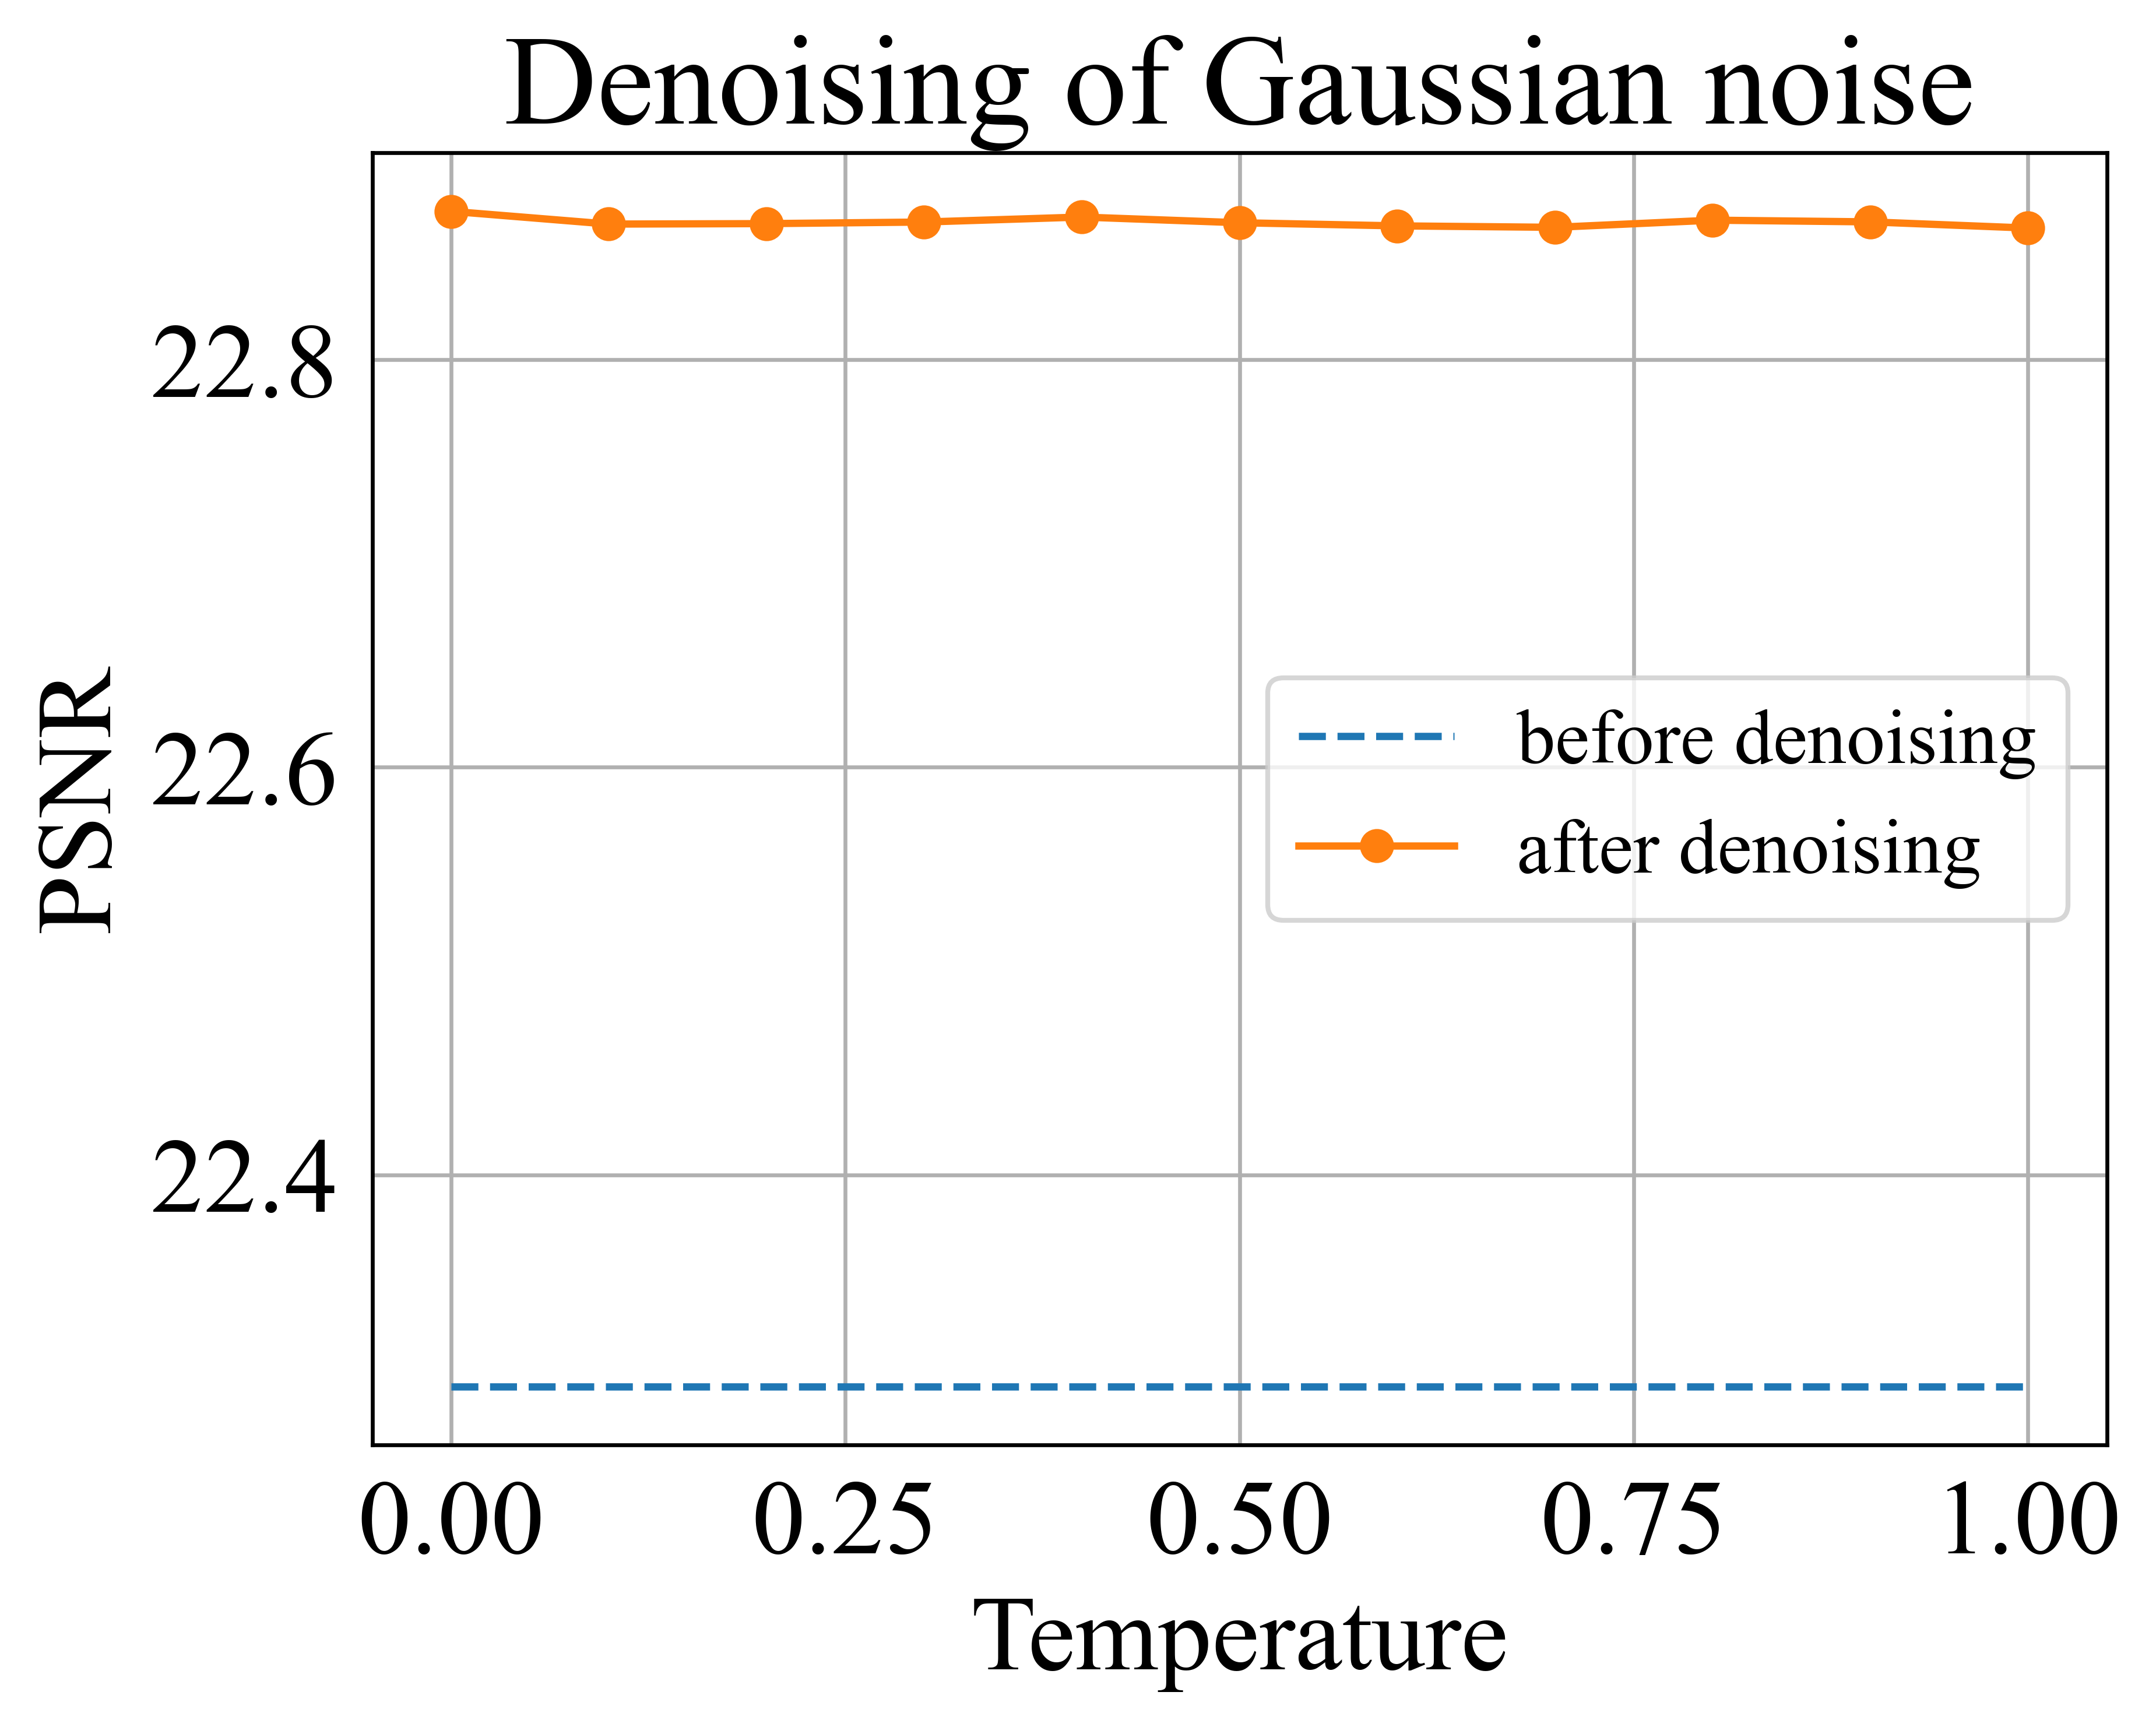 Denoising of Gaussian noise
PSNR
22.8
22.6
22.4
before denoising
after denoising
0.00 0.25 0.50 0.75 1.00
Temperature